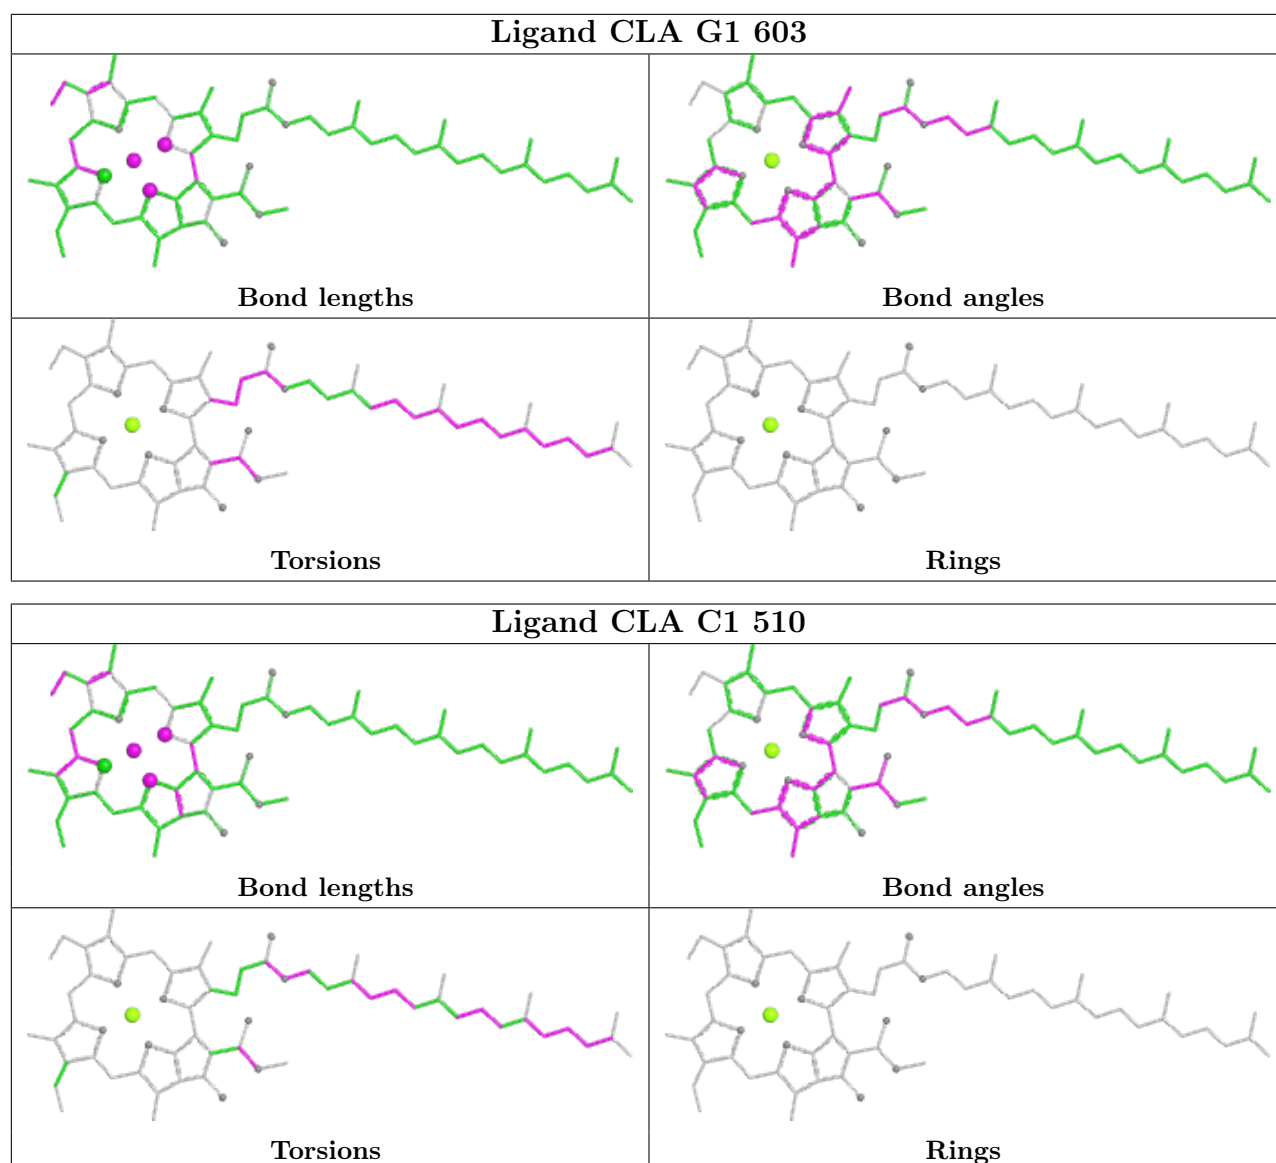 Ligand CLA G1 603
Bond lengths
Bond angles
Torsions
Rings
Ligand CLA C1 510
Bond lengths
Bond angles
Torsions
Rings